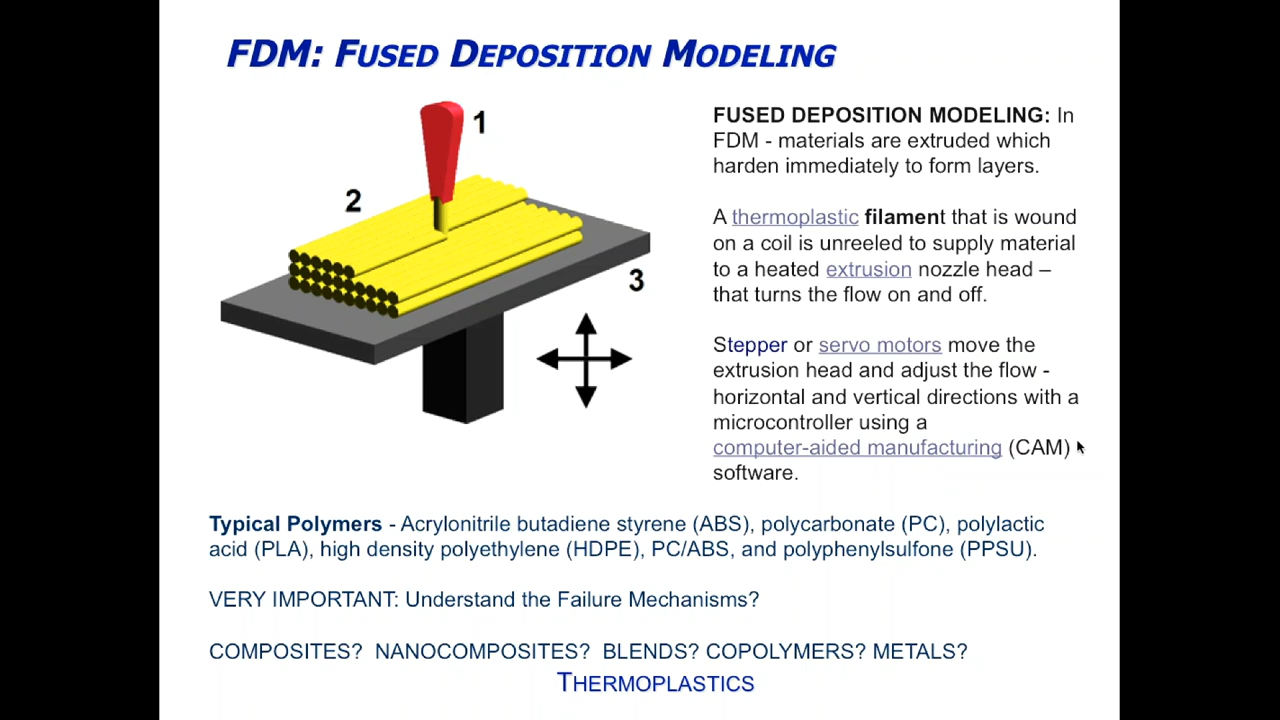 FDM: FUSED DEPOSITION MODELING
1
2
3
FUSED DEPOSITION MODELING: In
FDM - materials are extruded which
harden immediately to form layers.
A thermoplastic filament that is wound
on a coil is unreeled to supply material
to a heated extrusion nozzle head –
that turns the flow on and off.
Stepper or servo motors move the
extrusion head and adjust the flow -
horizontal and vertical directions with a
microcontroller using a
computer-aided manufacturing (CAM)
software.
Typical Polymers - Acrylonitrile butadiene styrene (ABS), polycarbonate (PC), polylactic
acid (PLA), high density polyethylene (HDPE), PC/ABS, and polyphenylsulfone (PPSU).
VERY IMPORTANT: Understand the Failure Mechanisms?
COMPOSITES? NANOCOMPOSITES? BLENDS? COPOLYMERS? METALS?
THERMOPLASTICS